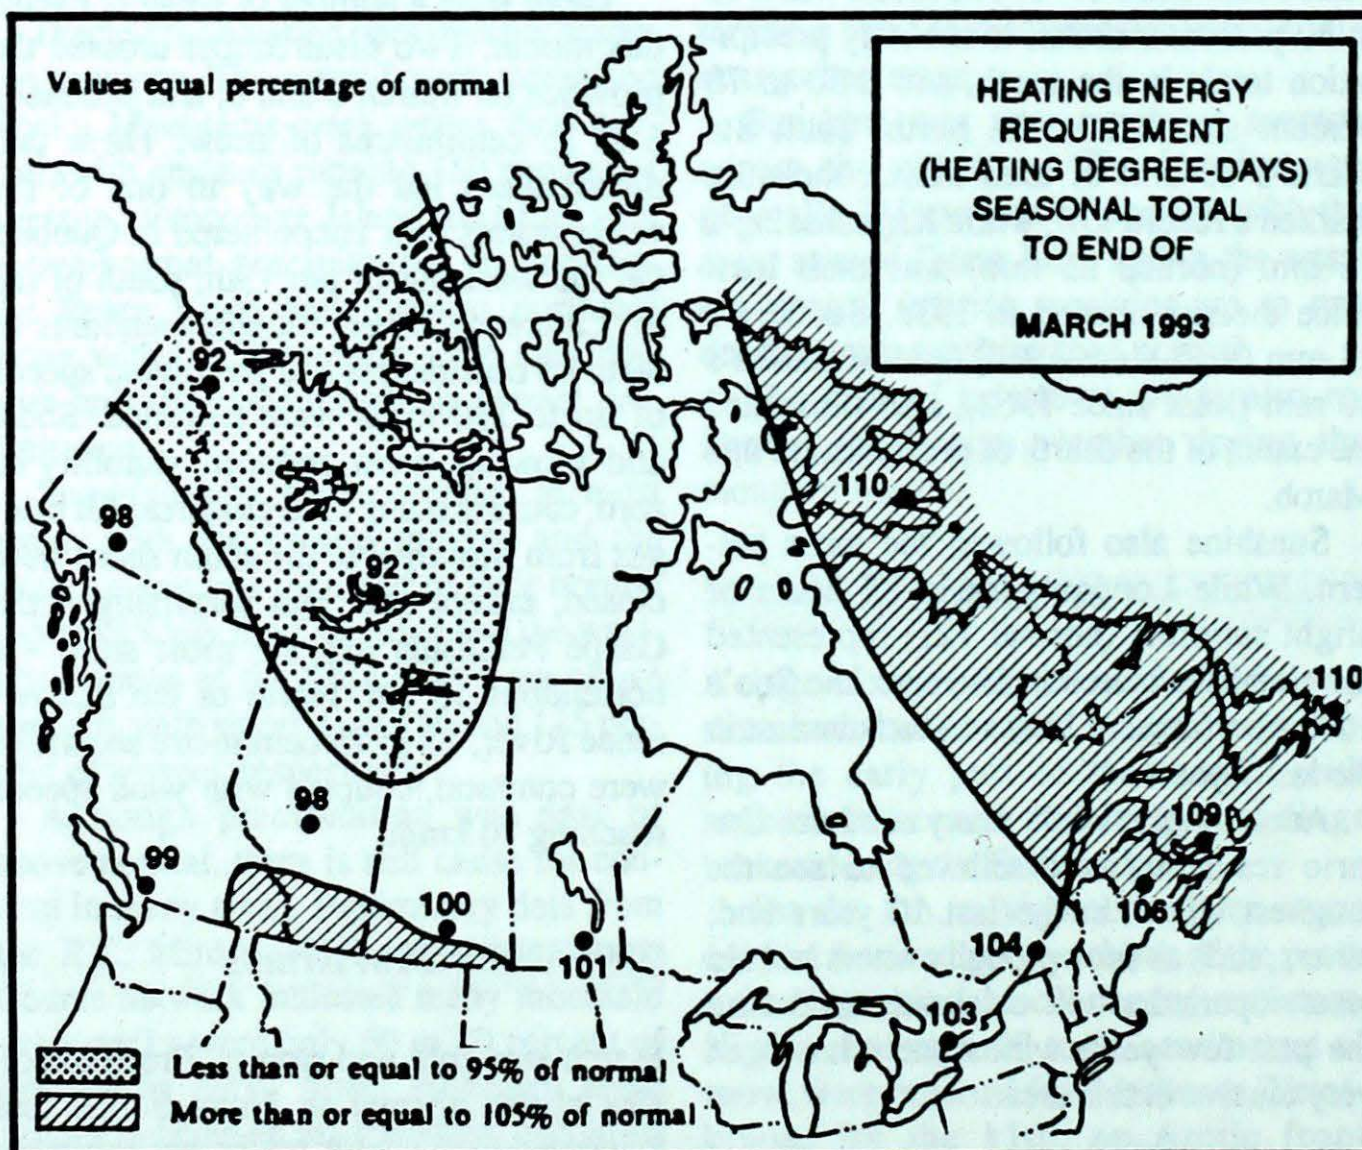 Values equal percentage of normal
HEATING ENERGY
REQUIREMENT
(HEATING DEGREE-DAYS)
SEASONAL TOTAL
TO END OF
MARCH 1993
92
98
92
110
110
98
109
99
100
106
104
101
103
Less than or equal to 95% of normal
More than or equal to 105% of normal